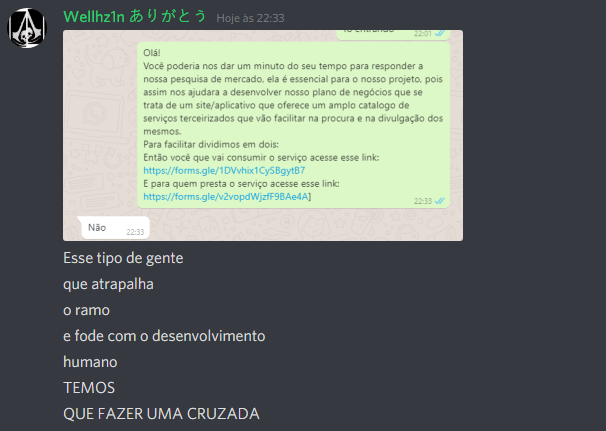 Wellhz1n ありがとう Hoje às 22:33
22:01
Olá!
Você poderia nos dar um minuto do seu tempo para responder a
nossa pesquisa de mercado, ela é essencial para o nosso projeto, pois
assim nos ajudara a desenvolver nosso plano de negócios que se
trata de um site/aplicativo que oferece um amplo catalogo de
serviços terceirizados que vão facilitar na procura e na divulgação dos
mesmos.
Para facilitar dividimos em dois:
Então você que vai consumir o serviço acesse esse link:
https://forms.gle/1DVvhix1CySBgytB7
E para quem presta o serviço acesse esse link:
https://forms.gle/v2vopdWjzfF9BAe4A]
22:33
Não 22:33
Esse tipo de gente
que atrapalha
o ramo
e fode com o desenvolvimento
humano
TEMOS
QUE FAZER UMA CRUZADA